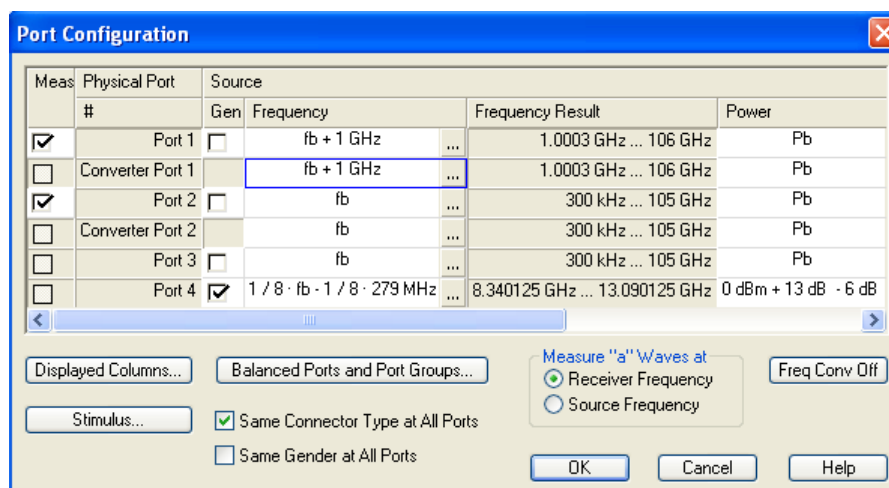 Port Configuration
Meas Physical Port Source
# Gen Frequency Frequency Result Power
Port 1 fb + 1 GHz ... 1.0003 GHz ... 106 GHz Pb
Converter Port 1 fb + 1 GHz ... 1.0003 GHz ... 106 GHz Pb
Port 2 fb ... 300 kHz ... 105 GHz Pb
Converter Port 2 fb ... 300 kHz ... 105 GHz Pb
Port 3 fb ... 300 kHz ... 105 GHz Pb
Port 4 1 / 8 · fb - 1 / 8 · 279 MHz ... 8.340125 GHz ... 13.090125 GHz 0 dBm + 13 dB - 6 dB
Measure "a" Waves at
Displayed Columns... Balanced Ports and Port Groups... Receiver Frequency Freq Conv Off
Source Frequency
Stimulus... Same Connector Type at All Ports
Same Gender at All Ports
OK Cancel Help